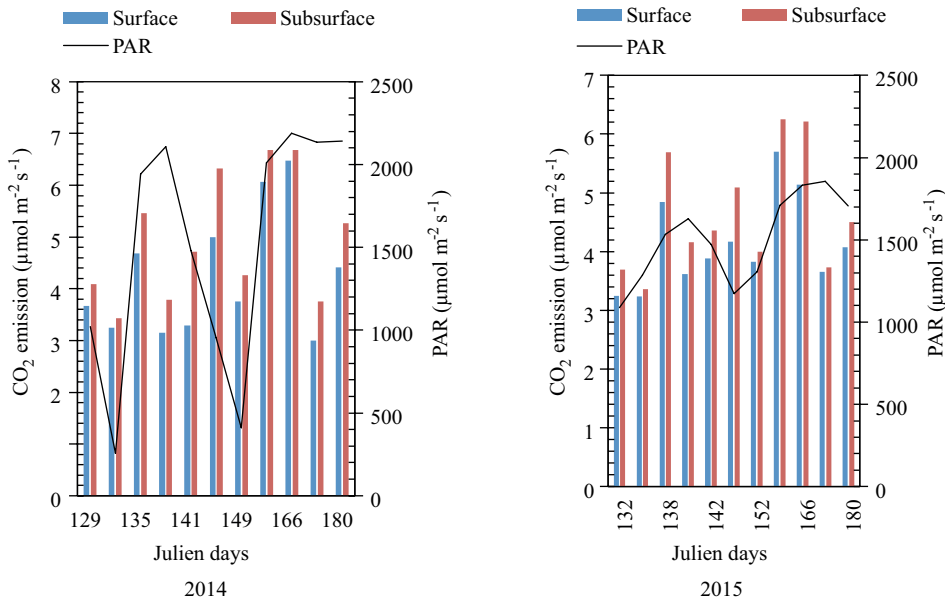 Surface Subsurface
PAR
CO2 emission (µmol m-2 s-1)
8
7
6
5
4
3
2
1
0
2500
2000
1500
1000
500
0
PAR (µmol m-2 s-1)
129 135 141 149 166 180
Julien days
2014
Surface Subsurface
PAR
CO2 emission (µmol m-2 s-1)
7
6
5
4
3
2
1
0
2500
2000
1500
1000
500
0
PAR (µmol m-2 s-1)
132 138 142 152 166 180
Julien days
2015